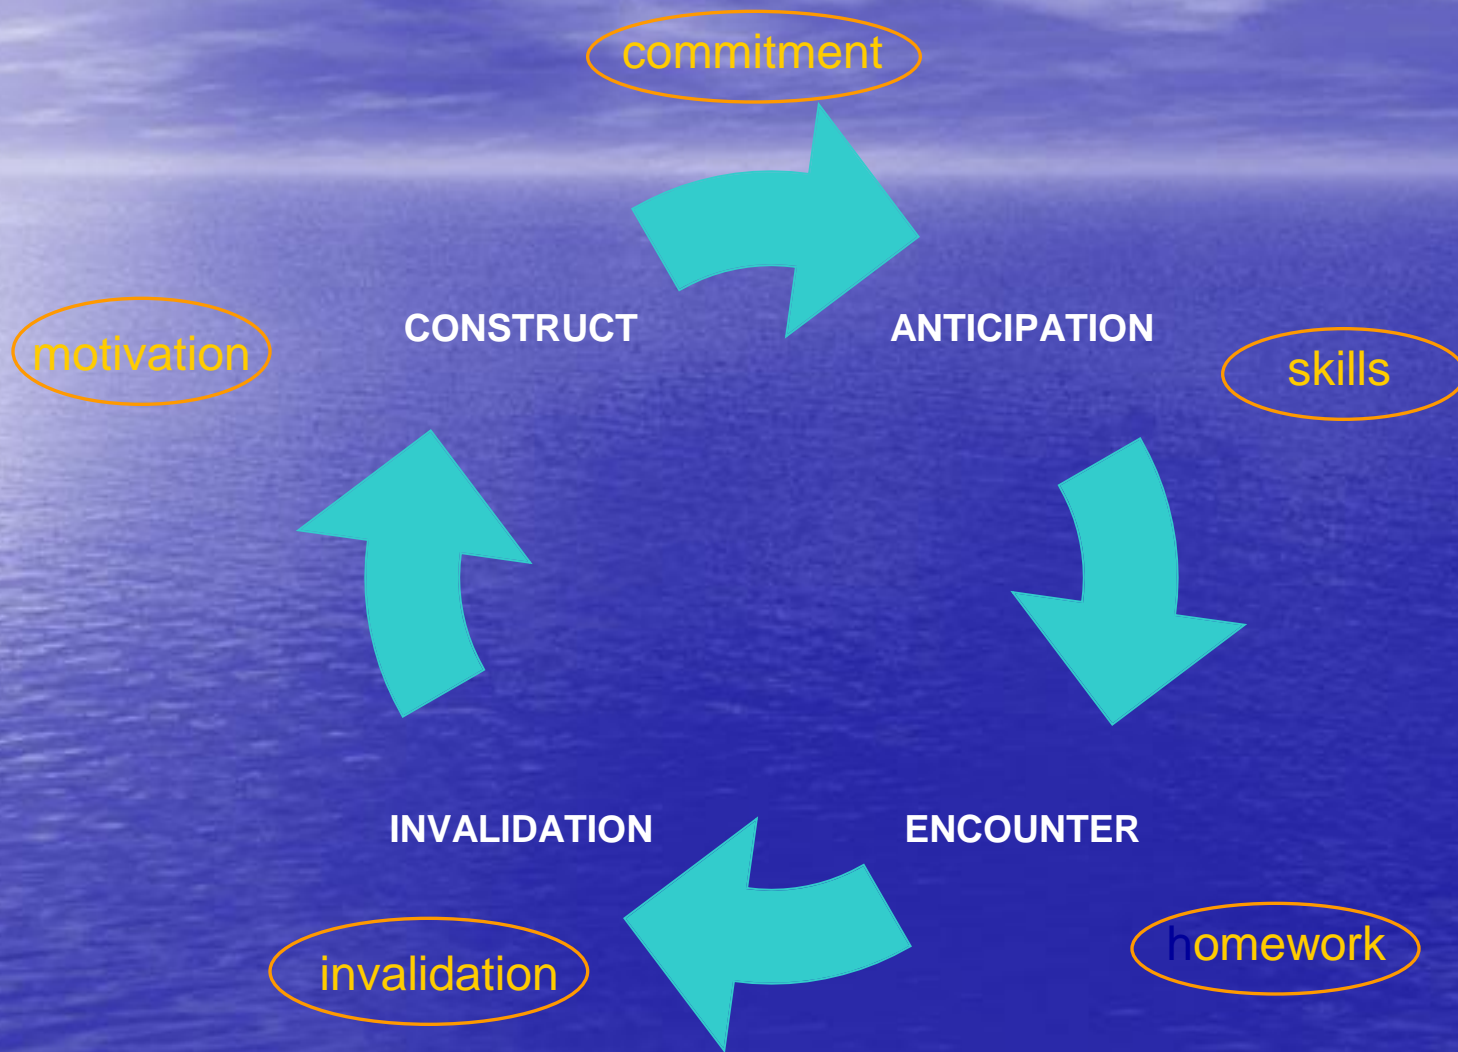 commitment
CONSTRUCT
ANTICIPATION
motivation
skills
INVALIDATION
ENCOUNTER
invalidation
homework